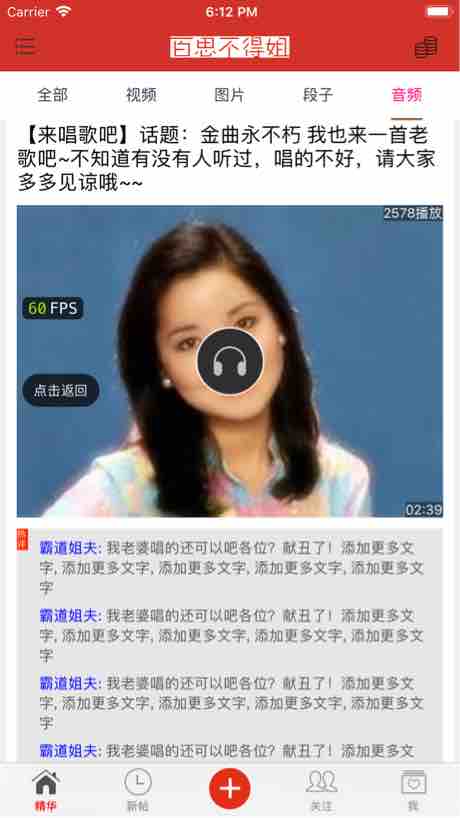 Carrier 6:12 PM
百思不得姐
全部 视频 图片 段子 音频
【来唱歌吧】话题：金曲永不朽 我也来一首老
歌吧~不知道有没有人听过，唱的不好，请大家
多多见谅哦~~
2578播放
60 FPS
点击返回
02:39
热评
霸道姐夫: 我老婆唱的还可以吧各位？献丑了！添加更多文
字, 添加更多文字, 添加更多文字, 添加更多文字, 添加更多文
字
霸道姐夫: 我老婆唱的还可以吧各位？献丑了！添加更多文
字, 添加更多文字, 添加更多文字, 添加更多文字, 添加更多文
字
霸道姐夫: 我老婆唱的还可以吧各位？献丑了！添加更多文
字, 添加更多文字, 添加更多文字, 添加更多文字, 添加更多文
字
霸道姐夫: 我老婆唱的还可以吧各位？献丑了！添加更多文
精华 新帖 关注 我